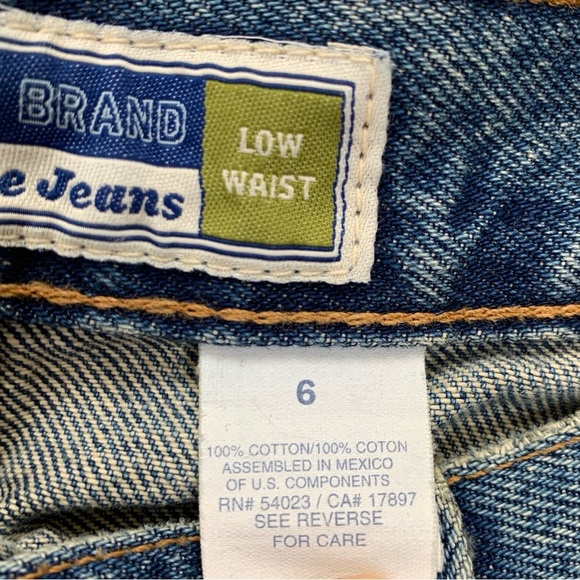 BRAND
LOW
WAIST
e Jeans
6
100% COTTON/100% COTON
ASSEMBLED IN MEXICO
OF U.S. COMPONENTS
RN# 54023 / CA# 17897
SEE REVERSE
FOR CARE